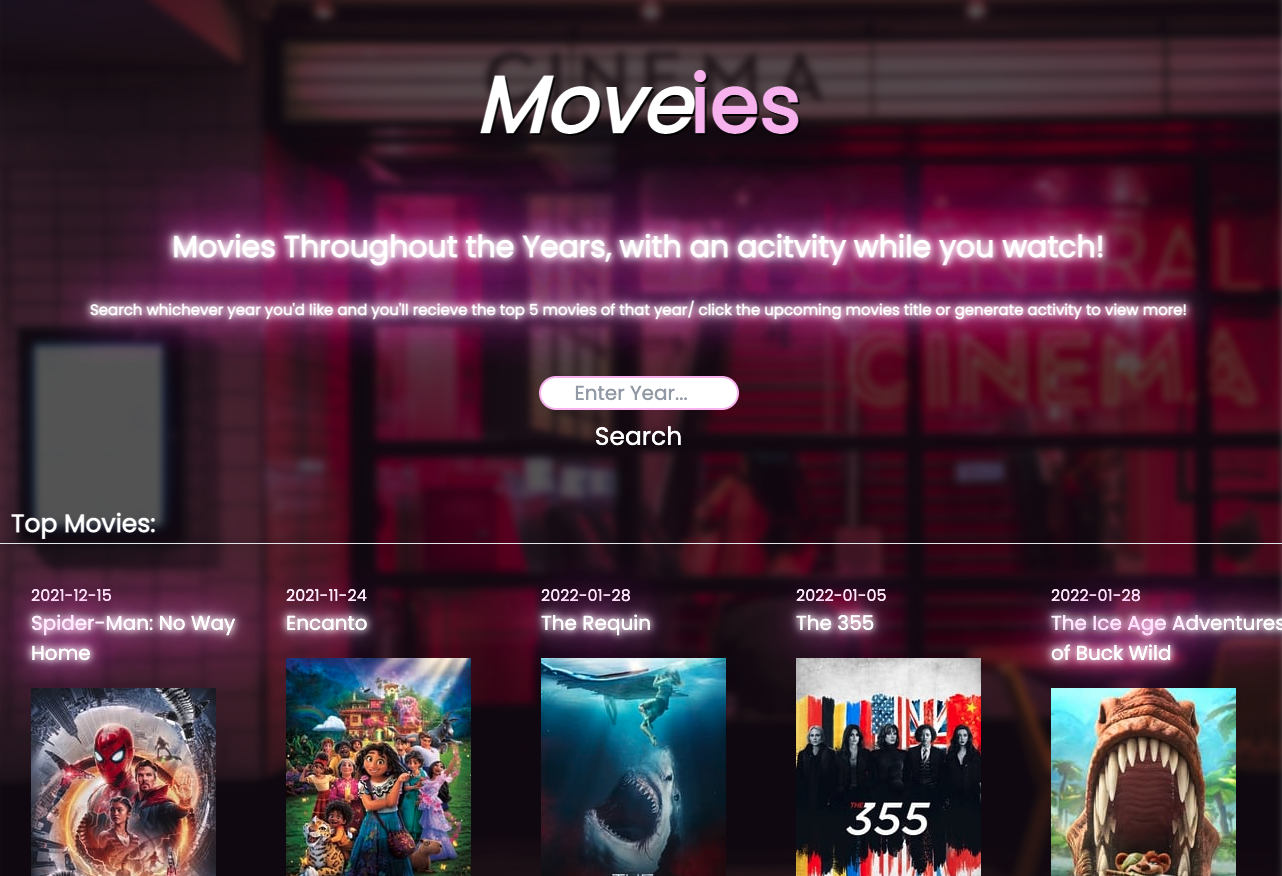 CINEMA
Moveies
CENTRAL
Movies Throughout the Years, with an acitvity while you watch!
Search whichever year you'd like and you'll recieve the top 5 movies of that year/ click the upcoming movies title or generate activity to view more!
CINEMA
Enter Year...
Search
Top Movies:
2021-12-15
Spider-Man: No Way
Home
2021-11-24
Encanto
2022-01-28
The Requin
2022-01-05
The 355
2022-01-28
The Ice Age Adventures
of Buck Wild
THE
355